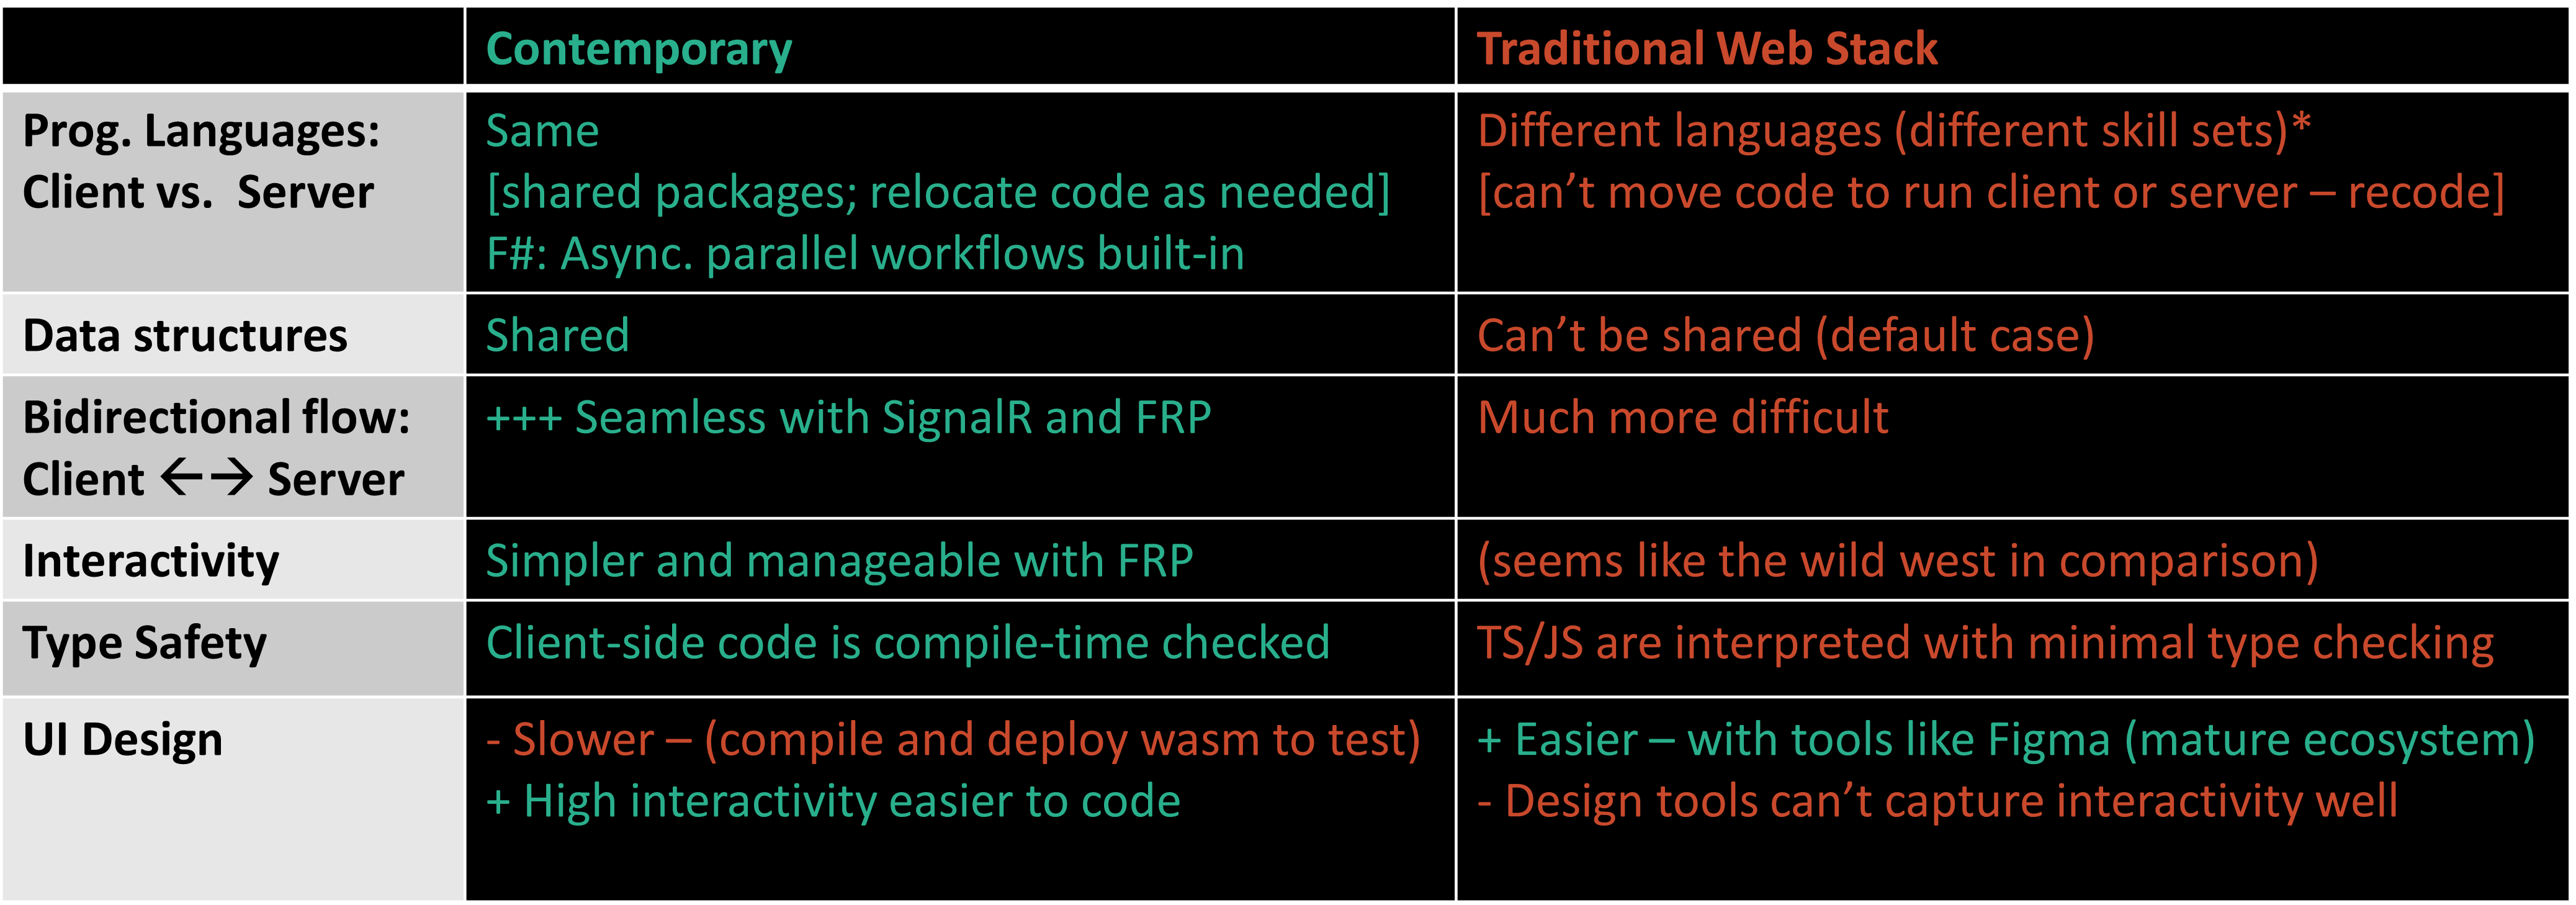 Contemporary
Traditional Web Stack
Prog. Languages:
Client vs.  Server
Same
[shared packages; relocate code as needed]
F#: Async. parallel workflows built-in
Different languages (different skill sets)*
[can’t move code to run client or server – recode]
Data structures
Shared
Can’t be shared (default case)
Bidirectional flow:
Client ←→ Server
+++ Seamless with SignalR and FRP
Much more difficult
Interactivity
Simpler and manageable with FRP
(seems like the wild west in comparison)
Type Safety
Client-side code is compile-time checked
TS/JS are interpreted with minimal type checking
UI Design
- Slower – (compile and deploy wasm to test)
+ High interactivity easier to code
+ Easier – with tools like Figma (mature ecosystem)
- Design tools can’t capture interactivity well